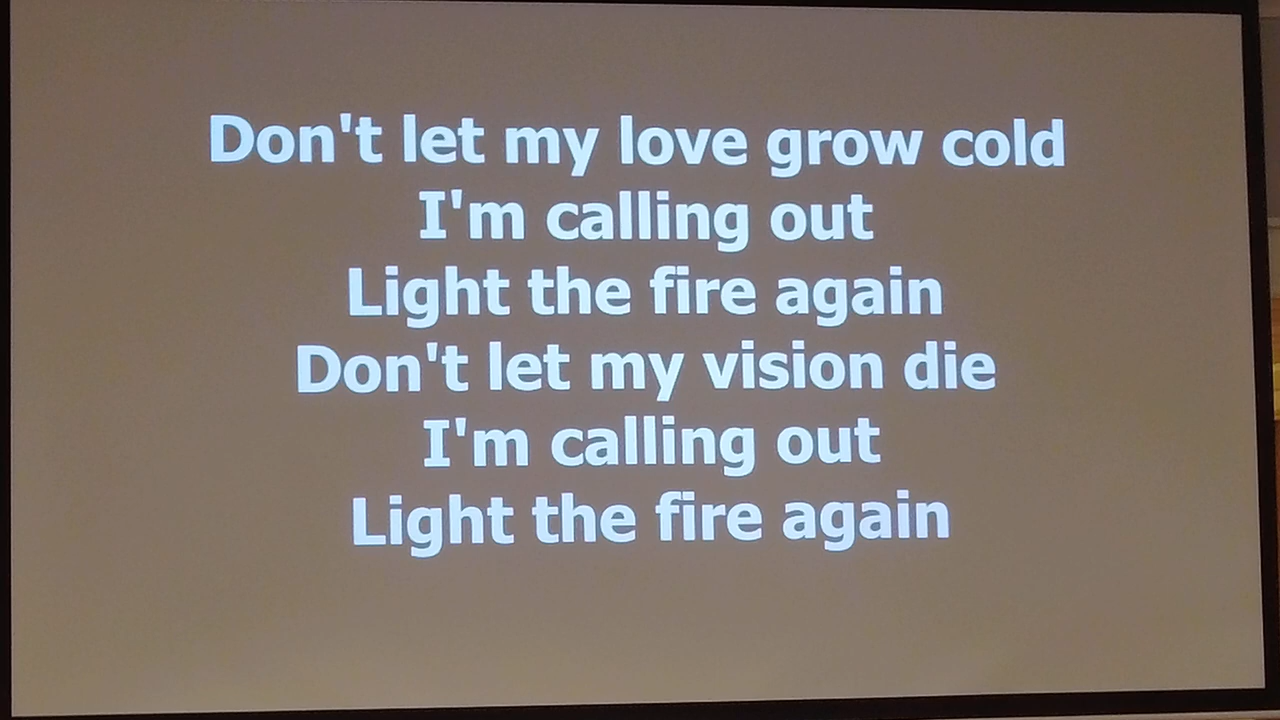 Don't let my love grow cold
I'm calling out
Light the fire again
Don't let my vision die
I'm calling out
Light the fire again